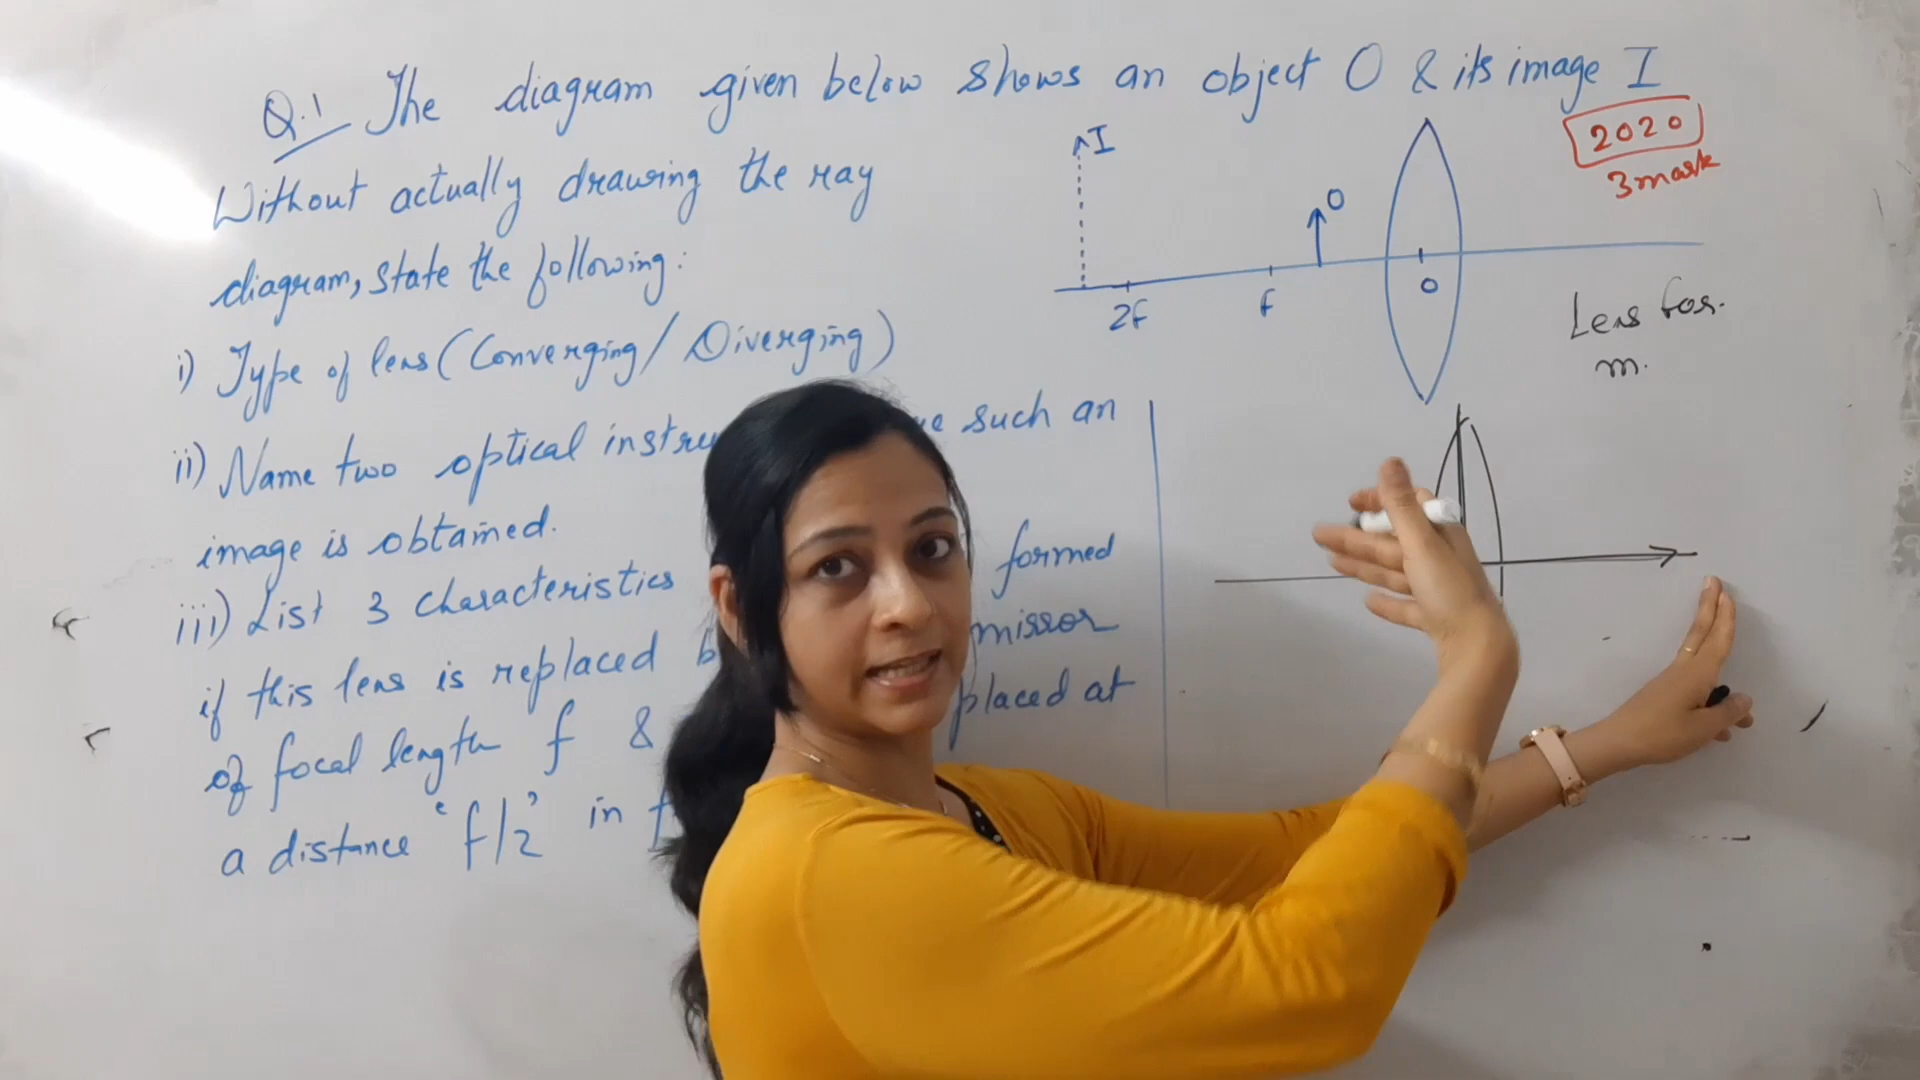 Q.1 The diagram given below shows an object O & its image I
2020
3 mark
Without actually drawing the ray
diagram, state the following:
i) Type of lens (Converging/Diverging)
ii) Name two optical such an
image is obtained.
iii) List 3 characteristics formed
if this lens is replaced mirror
of focal length f & placed at
a distance 'f/2' in
I
O
2F
F
O
Lens for.
m.